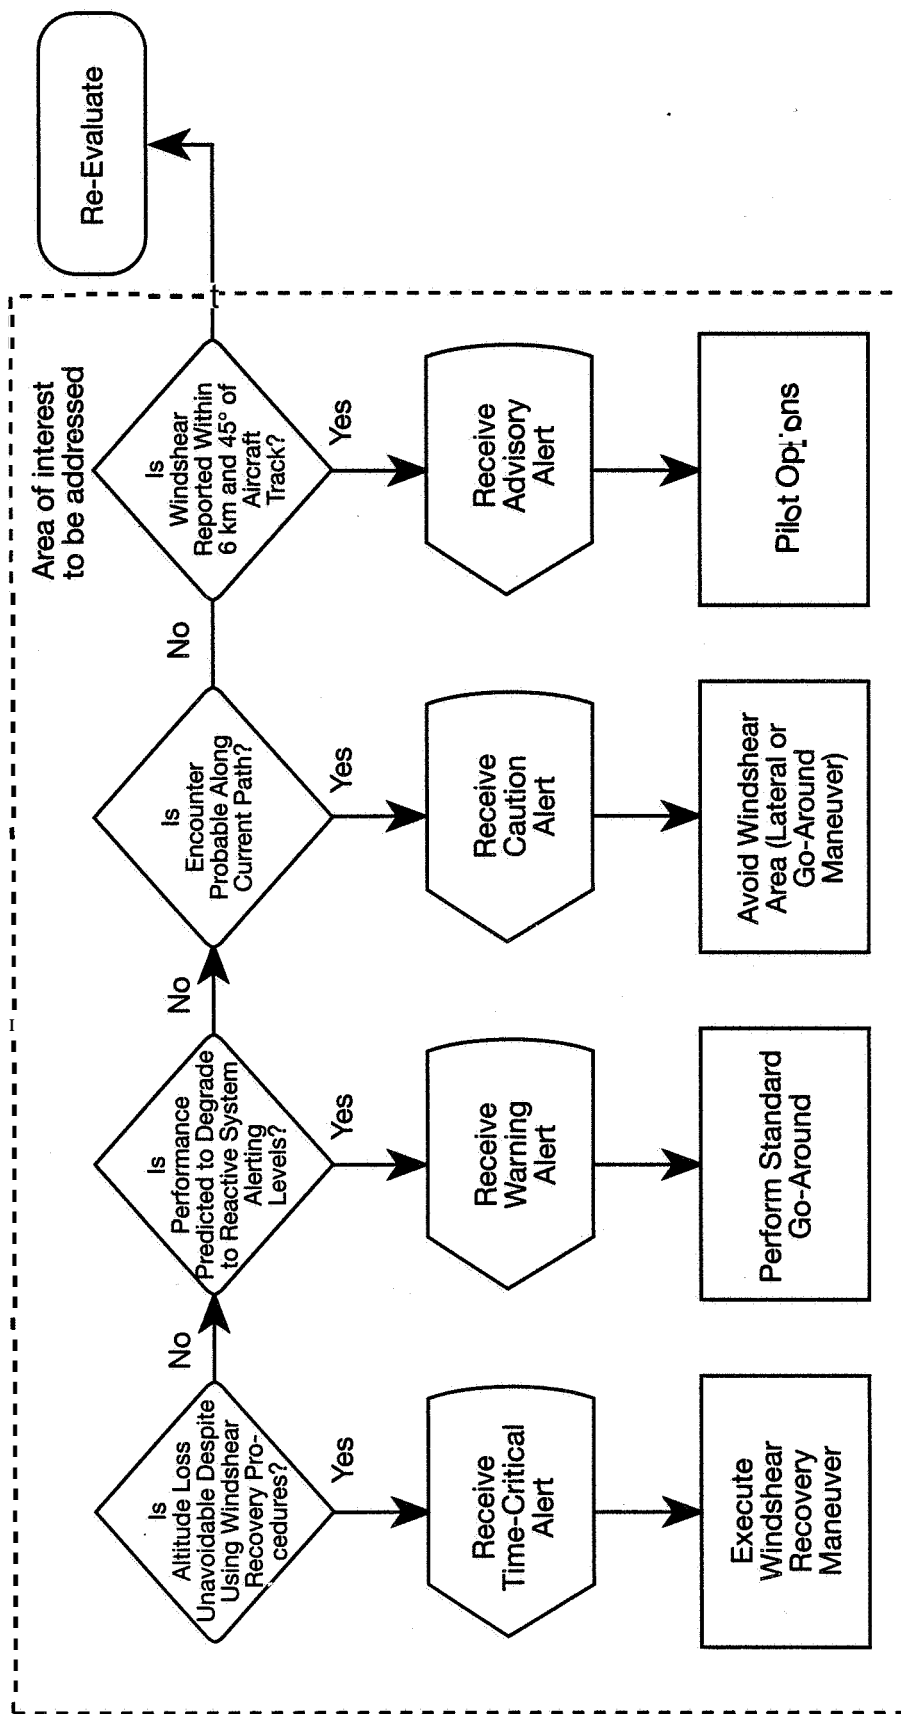 Area of interest
to be addressed
Is
Altitude Loss
Unavoidable Despite
Using Windshear
Recovery Pro-
cedures?
No
Is
Performance
Predicted to Degrade
to Reactive System
Alerting
Levels?
No
Is
Encounter
Probable Along
Current Path?
No
Is
Windshear
Reported Within
6 km and 45° of
Aircraft
Track?
Re-Evaluate
Yes
Yes
Yes
Yes
Receive
Time-Critical
Alert
Receive
Warning
Alert
Receive
Caution
Alert
Receive
Advisory
Alert
Execute
Windshear
Recovery
Maneuver
Perform Standard
Go-Around
Avoid Windshear
Area (Lateral or
Go-Around
Maneuver)
Pilot Options